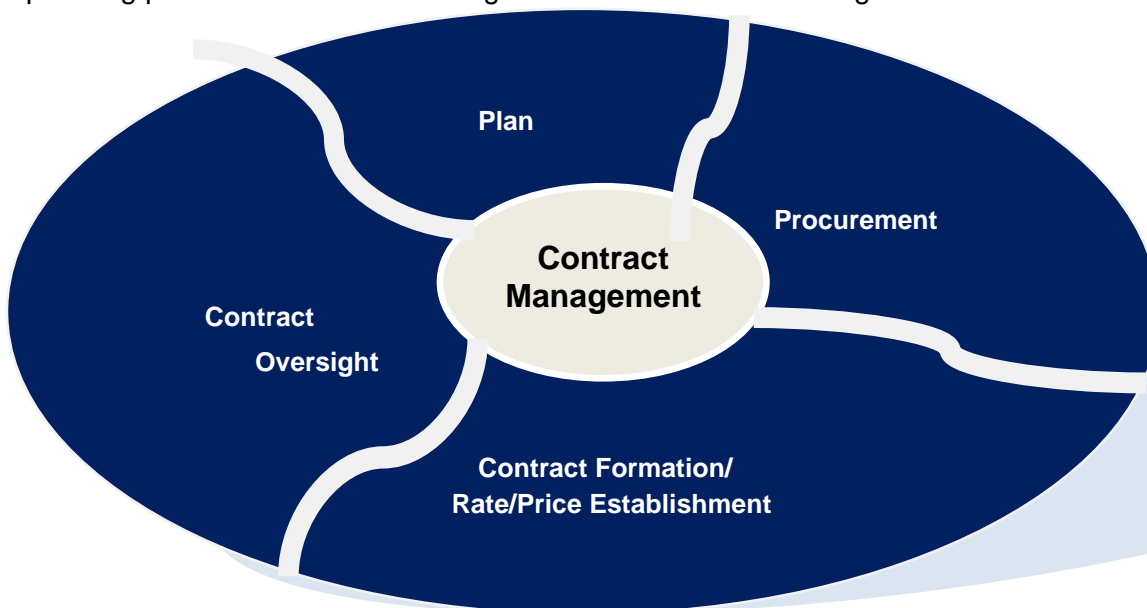 Plan
Procurement
Contract
Management
Contract
Oversight
Contract Formation/
Rate/Price Establishment